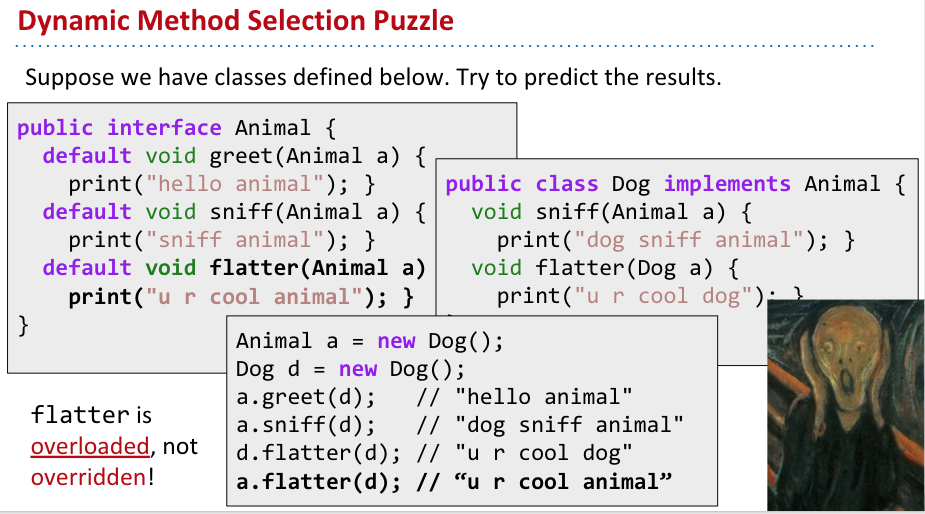 Dynamic Method Selection Puzzle
Suppose we have classes defined below. Try to predict the results.
public interface Animal {
default void greet(Animal a) {
print("hello animal"); }
default void sniff(Animal a) {
print("sniff animal"); }
default void flatter(Animal a)
print("u r cool animal"); }
}
public class Dog implements Animal {
void sniff(Animal a) {
print("dog sniff animal"); }
void flatter(Dog a) {
print("u r cool dog"); }
Animal a = new Dog();
Dog d = new Dog();
a.greet(d);   // "hello animal"
a.sniff(d);   // "dog sniff animal"
d.flatter(d); // "u r cool dog"
a.flatter(d); // “u r cool animal”
flatter is
overloaded, not
overridden!